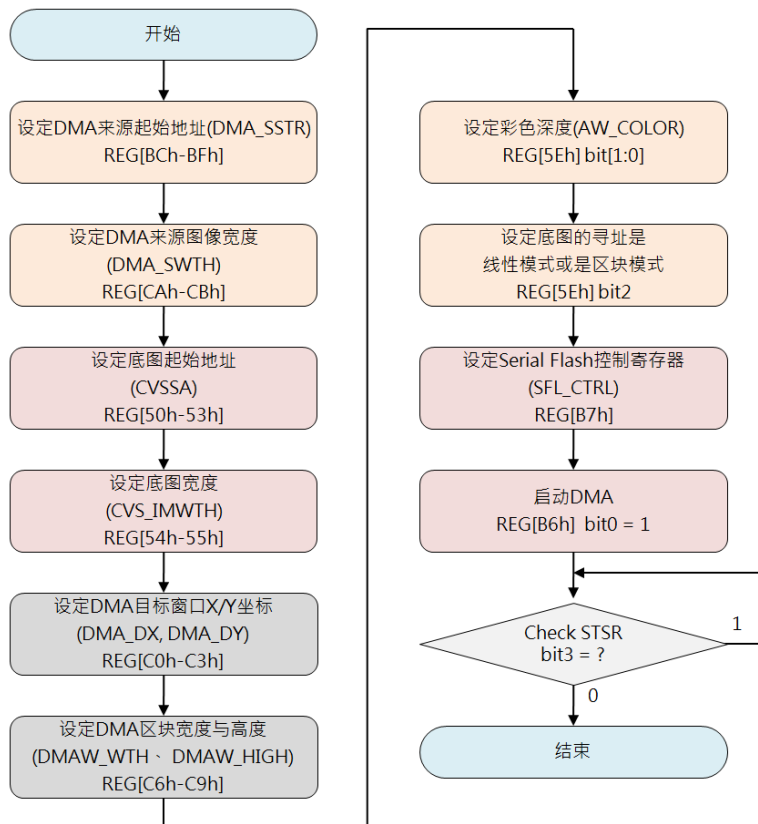 开始
设定DMA来源起始地址(DMA_SSTR)
REG[BCh-BFh]
设定DMA来源图像宽度
(DMA_SWTH)
REG[CAh-CBh]
设定底图起始地址
(CVSSA)
REG[50h-53h]
设定底图宽度
(CVS_IMWTH)
REG[54h-55h]
设定DMA目标窗口X/Y坐标
(DMA_DX, DMA_DY)
REG[C0h-C3h]
设定DMA区块宽度与高度
(DMAW_WTH、 DMAW_HIGH)
REG[C6h-C9h]
设定彩色深度(AW_COLOR)
REG[5Eh] bit[1:0]
设定底图的寻址是
线性模式或是区块模式
REG[5Eh] bit2
设定Serial Flash控制寄存器
(SFL_CTRL)
REG[B7h]
启动DMA
REG[B6h] bit0 = 1
Check STSR
bit3 = ?
1
0
结束